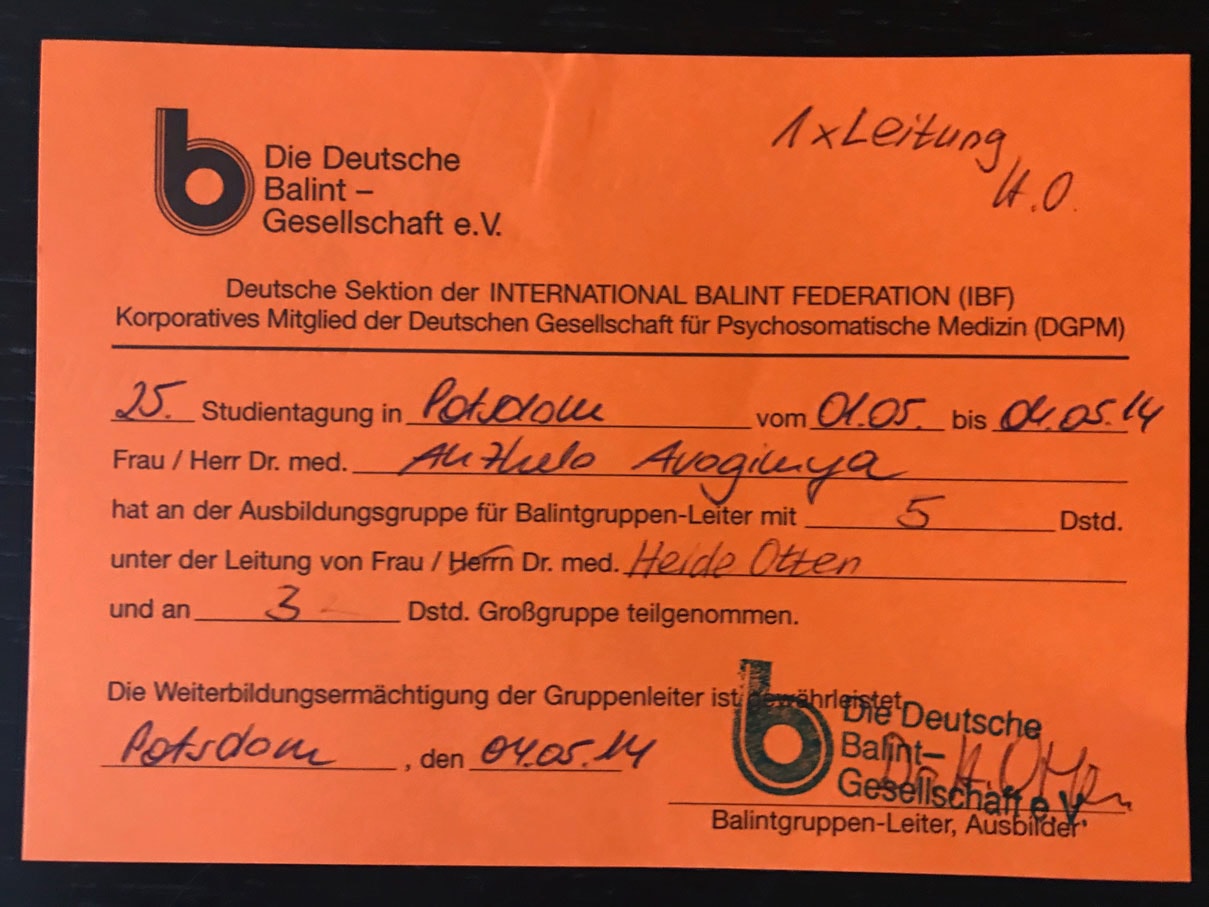 Die Deutsche
Balint –
Gesellschaft e.V.
1 x Leitung
H.O.
Deutsche Sektion der INTERNATIONAL BALINT FEDERATION (IBF)
Korporatives Mitglied der Deutschen Gesellschaft für Psychosomatische Medizin (DGPM)
25. Studientagung in Potsdam vom 01.05. bis 04.05.14
Frau / Herr Dr. med.
hat an der Ausbildungsgruppe für Balintgruppen-Leiter mit 5 Dstd.
unter der Leitung von Frau / Herrn Dr. med. Heide Otten
und an 3 Dstd. Großgruppe teilgenommen.
Die Weiterbildungsermächtigung der Gruppenleiter ist gewährleistet
Potsdam, den 04.05.14
Die Deutsche
Balint–
Gesellschaft e.V.
Dr. H. Otten
Balintgruppen-Leiter, Ausbilder